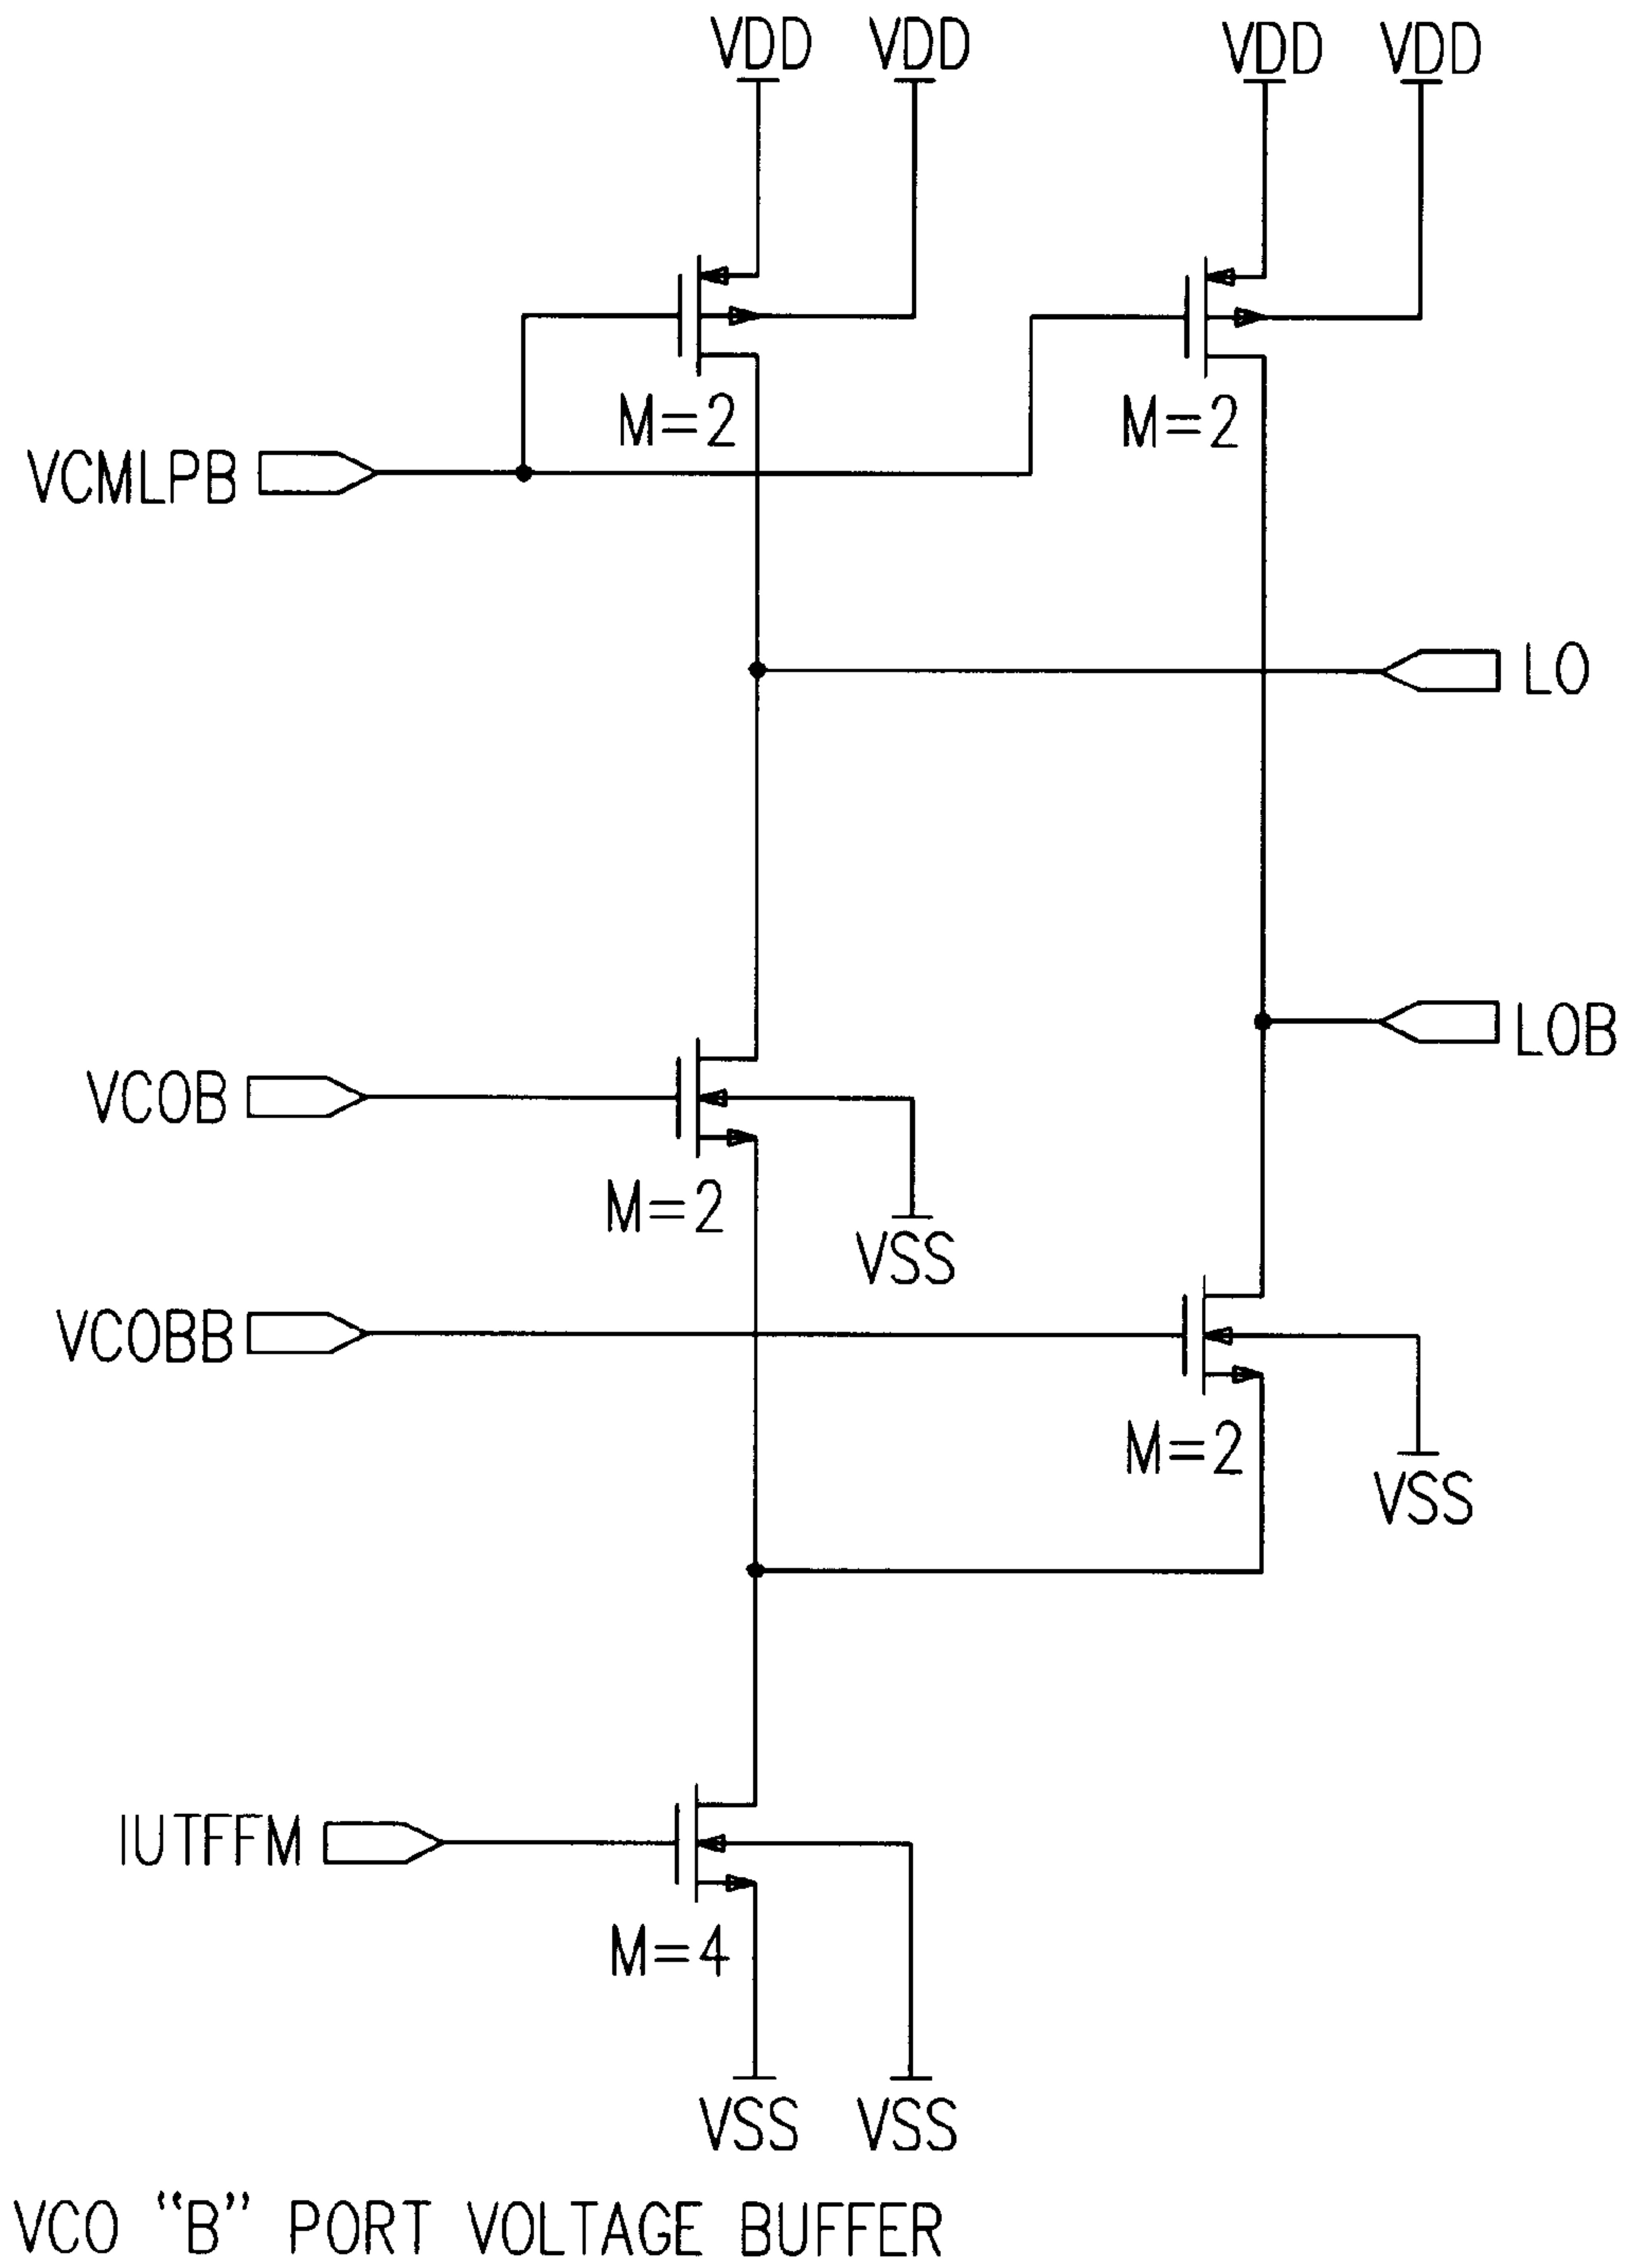 VDD VDD VDD VDD
M=2 M=2
VCMLPB
LO
LOB
VCOB
M=2
VSS
VCOBB
M=2
VSS
IUTFFM
M=4
VSS VSS
VCO “B” PORT VOLTAGE BUFFER